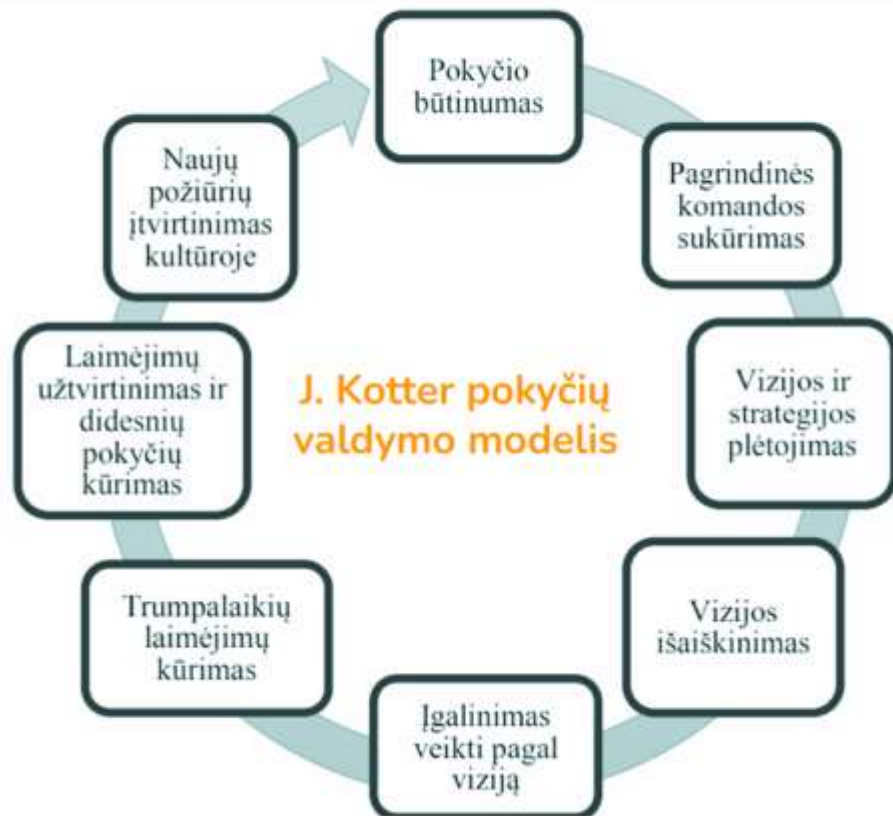 Pokyčio
būtinumas
Pagrindinės
komandos
sukūrimas
Vizijos ir
strategijos
plėtojimas
Vizijos
išaiškinimas
Įgalinimas
veikti pagal
viziją
Trumpalaikių
laimėjimų
kūrimas
Laimėjimų
užtvirtinimas ir
didesnių
pokyčių
kūrimas
Naujų
požiūrių
įtvirtinimas
kultūroje
J. Kotter pokyčių
valdymo modelis